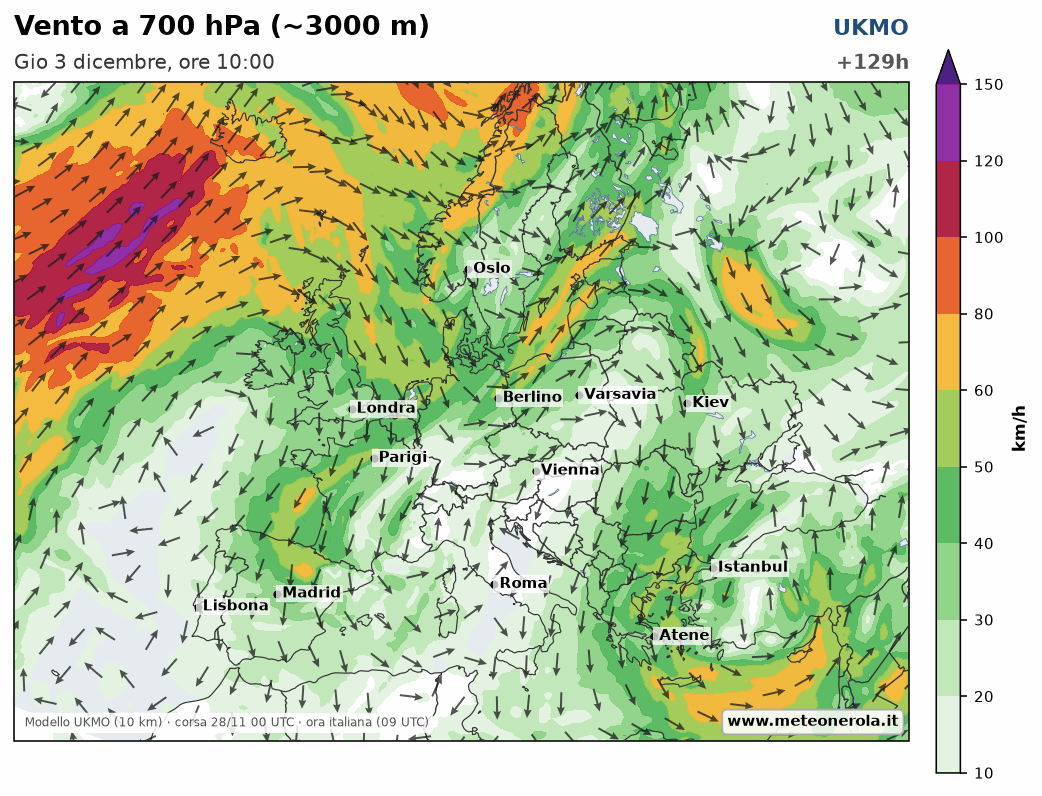 Vento a 700 hPa (~3000 m)
UKMO
Gio 3 dicembre, ore 10:00
+129h
150
120
100
80
60
50
40
30
20
10
km/h
Oslo
Londra
Berlino
Varsavia
Kiev
Parigi
Vienna
Istanbul
Roma
Madrid
Lisbona
Atene
Modello UKMO (10 km) · corsa 28/11 00 UTC · ora italiana (09 UTC)
www.meteonerola.it